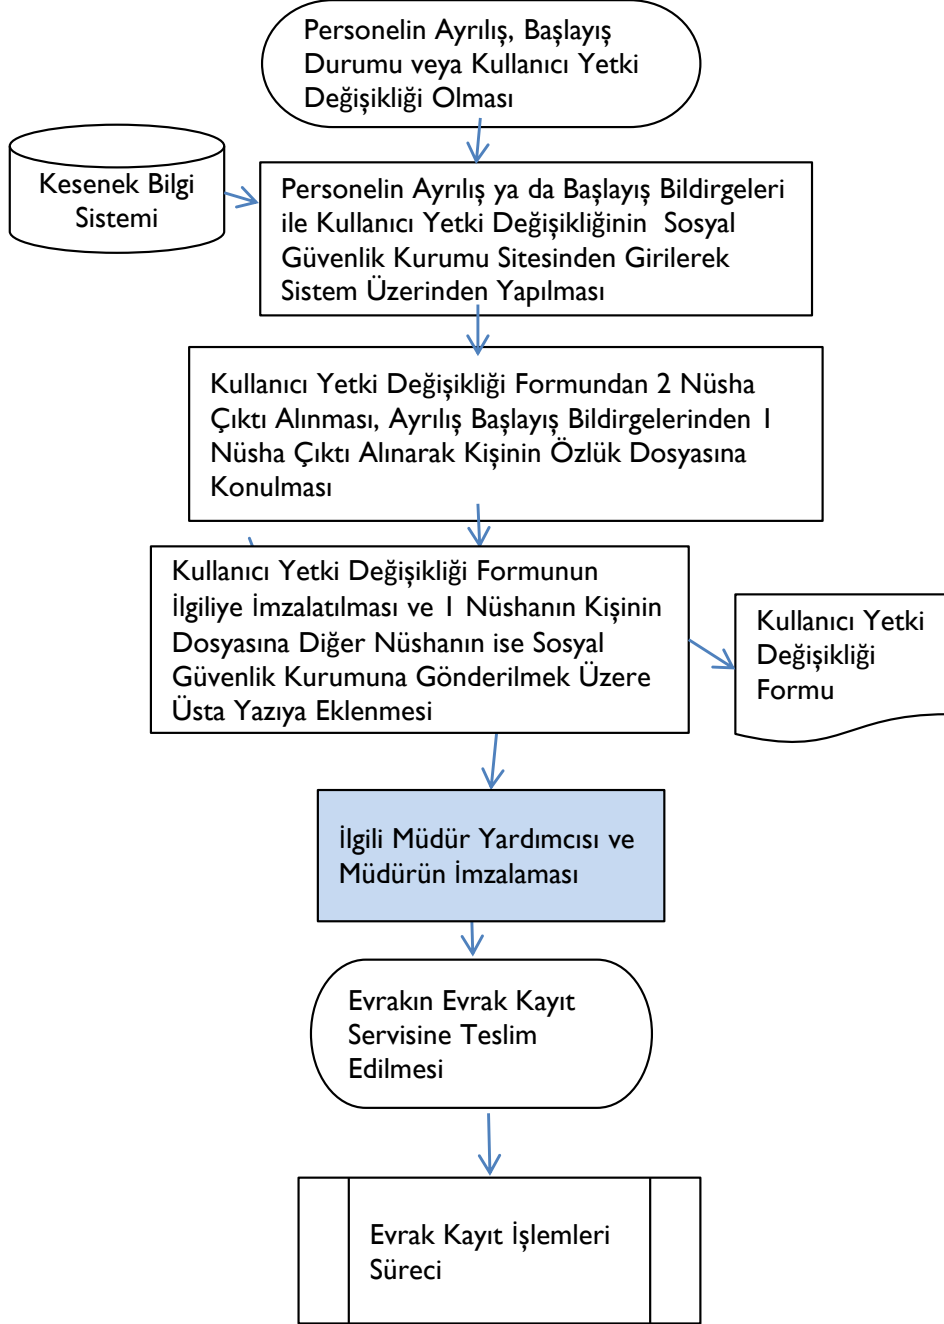 Personelin Ayrılış, Başlayış
Durumu veya Kullanıcı Yetki
Değişikliği Olması
Kesenek Bilgi
Sistemi
Personelin Ayrılış ya da Başlayış Bildirgeleri
ile Kullanıcı Yetki Değişikliğinin Sosyal
Güvenlik Kurumu Sitesinden Girilerek
Sistem Üzerinden Yapılması
Kullanıcı Yetki Değişikliği Formundan 2 Nüsha
Çıktı Alınması, Ayrılış Başlayış Bildirgelerinden 1
Nüsha Çıktı Alınarak Kişinin Özlük Dosyasına
Konulması
Kullanıcı Yetki Değişikliği Formunun
İlgiliye İmzalatılması ve 1 Nüshanın Kişinin
Dosyasına Diğer Nüshanın ise Sosyal
Güvenlik Kurumuna Gönderilmek Üzere
Üsta Yazıya Eklenmesi
Kullanıcı Yetki
Değişikliği
Formu
İlgili Müdür Yardımcısı ve
Müdürün İmzalaması
Evrakın Evrak Kayıt
Servisine Teslim
Edilmesi
Evrak Kayıt İşlemleri
Süreci